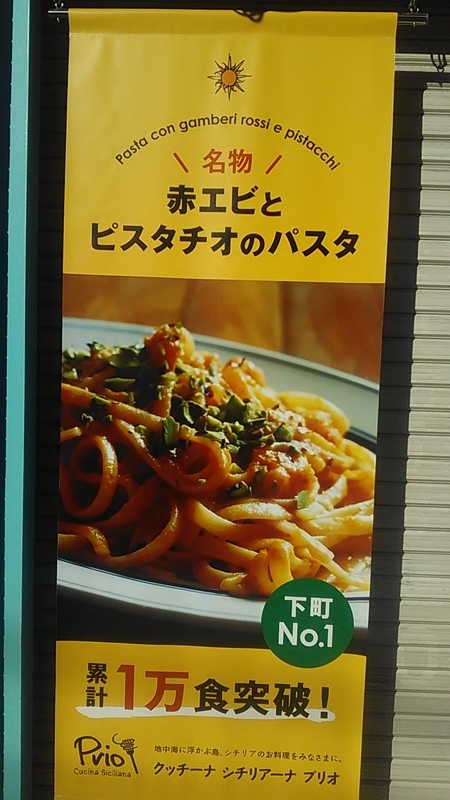 Pasta con gamberi rossi e pistacchi
\ 名物 /
赤エビと
ピスタチオのパスタ
下町
No.1
累計1万食突破!
Prio
Cucina Siciliana
地中海に浮かぶ島、シチリアのお料理をみなさまに。
クッチーナ シチリアーナ プリオ